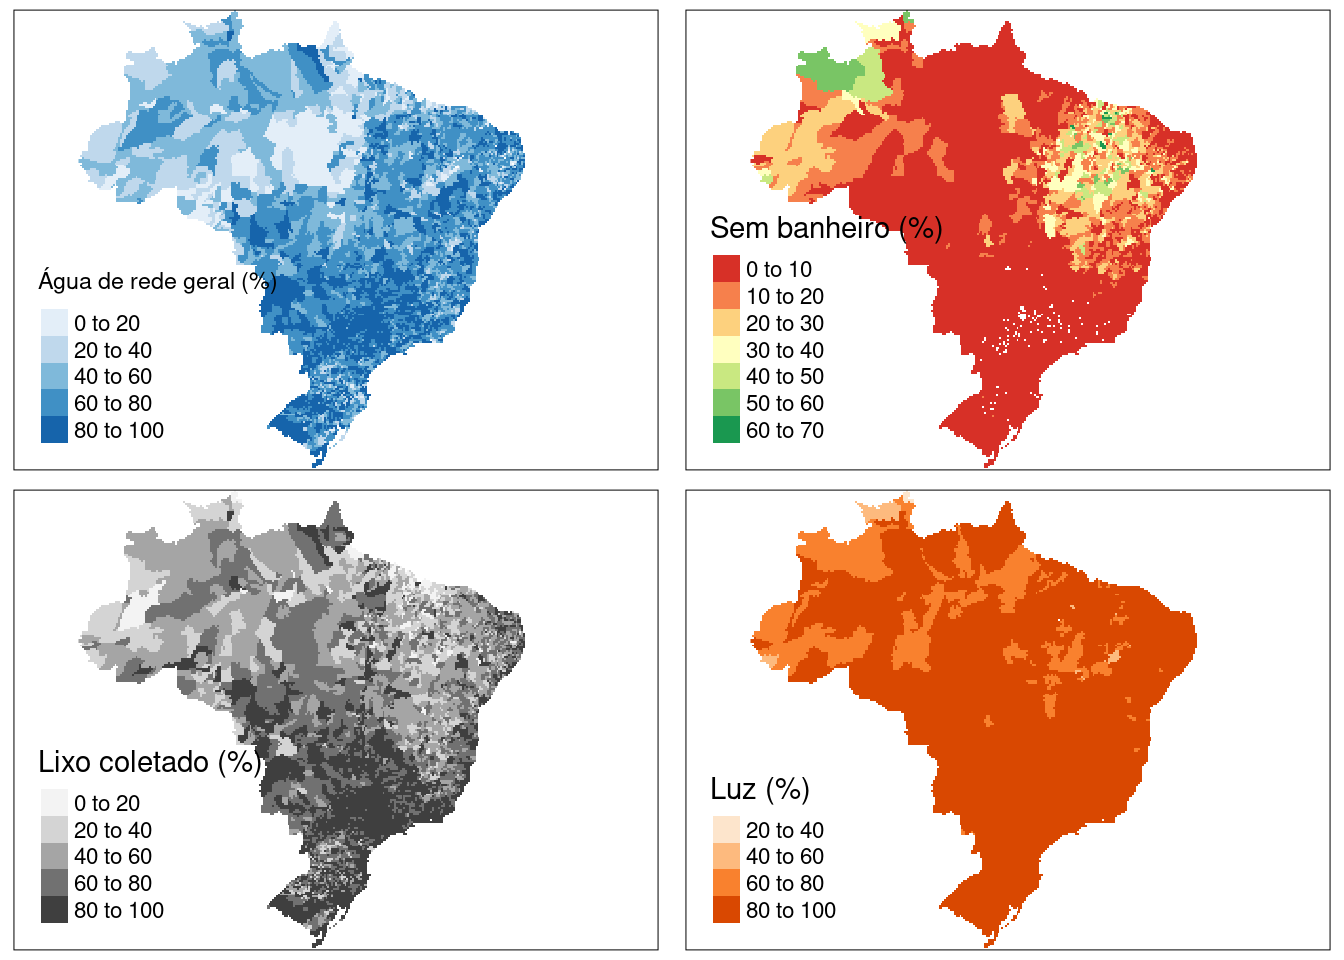 Água de rede geral (%)
0 to 20
20 to 40
40 to 60
60 to 80
80 to 100
Sem banheiro (%)
0 to 10
10 to 20
20 to 30
30 to 40
40 to 50
50 to 60
60 to 70
Lixo coletado (%)
0 to 20
20 to 40
40 to 60
60 to 80
80 to 100
Luz (%)
20 to 40
40 to 60
60 to 80
80 to 100